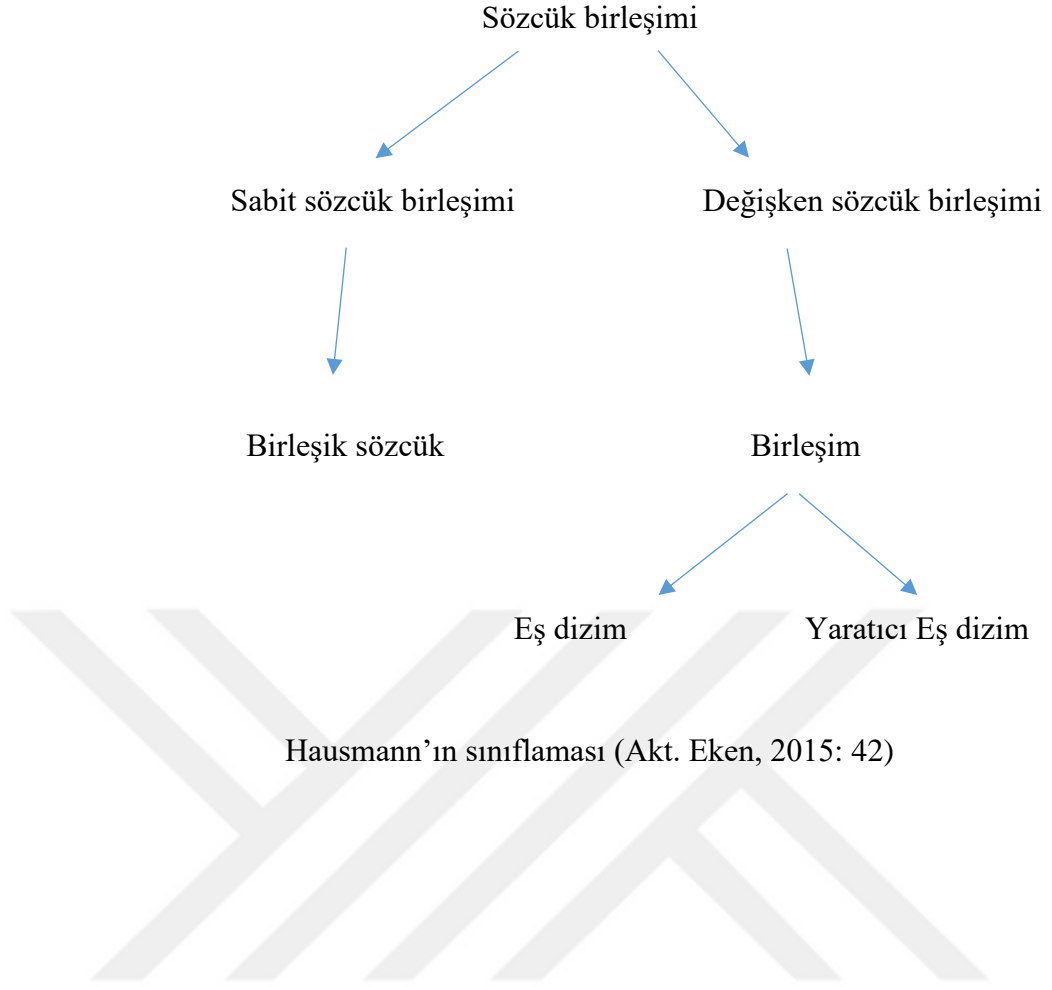 Sözcük birleşimi
Sabit sözcük birleşimi
Değişken sözcük birleşimi
Birleşik sözcük
Birleşim
Eş dizim
Yaratıcı Eş dizim
Hausmann’ın sınıflaması (Akt. Eken, 2015: 42)